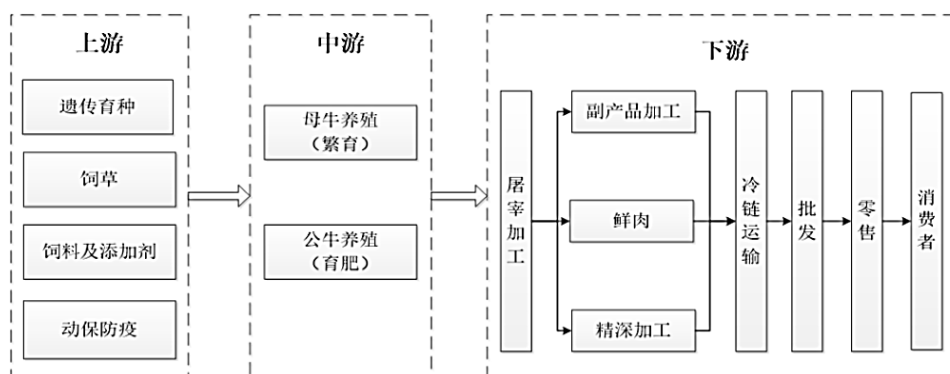 上游
遗传育种
饲草
饲料及添加剂
动保防疫
中游
母牛养殖
（繁育）
公牛养殖
（育肥）
下游
屠宰加工
副产品加工
鲜肉
精深加工
冷链运输
批发
零售
消费者